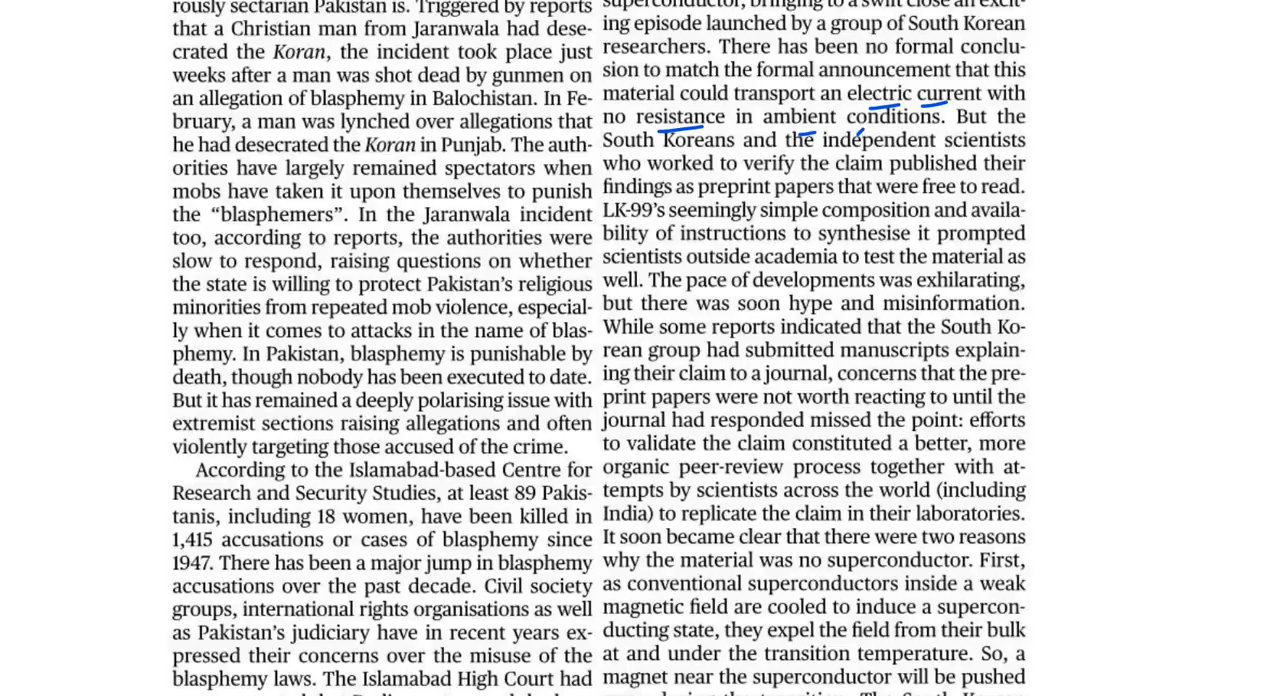 rously sectarian Pakistan is. Triggered by reports
that a Christian man from Jaranwala had dese-
crated the Koran, the incident took place just
weeks after a man was shot dead by gunmen on
an allegation of blasphemy in Balochistan. In Fe-
bruary, a man was lynched over allegations that
he had desecrated the Koran in Punjab. The auth-
orities have largely remained spectators when
mobs have taken it upon themselves to punish
the “blasphemers”. In the Jaranwala incident
too, according to reports, the authorities were
slow to respond, raising questions on whether
the state is willing to protect Pakistan’s religious
minorities from repeated mob violence, especial-
ly when it comes to attacks in the name of blas-
phemy. In Pakistan, blasphemy is punishable by
death, though nobody has been executed to date.
But it has remained a deeply polarising issue with
extremist sections raising allegations and often
violently targeting those accused of the crime.
According to the Islamabad-based Centre for
Research and Security Studies, at least 89 Pakis-
tanis, including 18 women, have been killed in
1,415 accusations or cases of blasphemy since
1947. There has been a major jump in blasphemy
accusations over the past decade. Civil society
groups, international rights organisations as well
as Pakistan’s judiciary have in recent years ex-
pressed their concerns over the misuse of the
blasphemy laws. The Islamabad High Court had
superconductor, bringing to a swift close an excit-
ing episode launched by a group of South Korean
researchers. There has been no formal conclu-
sion to match the formal announcement that this
material could transport an electric current with
no resistance in ambient conditions. But the
South Koreans and the independent scientists
who worked to verify the claim published their
findings as preprint papers that were free to read.
LK-99’s seemingly simple composition and availa-
bility of instructions to synthesise it prompted
scientists outside academia to test the material as
well. The pace of developments was exhilarating,
but there was soon hype and misinformation.
While some reports indicated that the South Ko-
rean group had submitted manuscripts explain-
ing their claim to a journal, concerns that the pre-
print papers were not worth reacting to until the
journal had responded missed the point: efforts
to validate the claim constituted a better, more
organic peer-review process together with at-
tempts by scientists across the world (including
India) to replicate the claim in their laboratories.
It soon became clear that there were two reasons
why the material was no superconductor. First,
as conventional superconductors inside a weak
magnetic field are cooled to induce a supercon-
ducting state, they expel the field from their bulk
at and under the transition temperature. So, a
magnet near the superconductor will be pushed